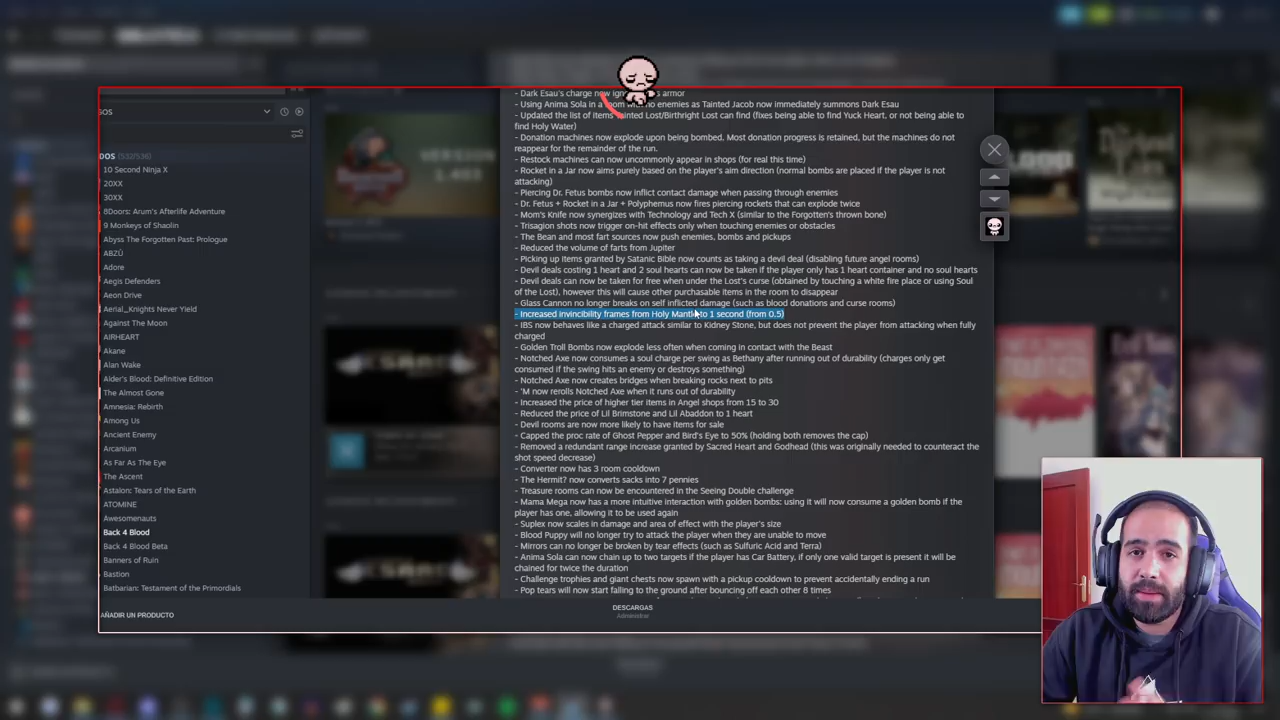 - Dark Esau's charge now armor
OS
- Using Anima Sola in a room with no enemies as Tainted Jacob now immediately summons Dark Esau
- Updated the list of items Tainted Lost/Birthright Lost can find (fixes being able to find Yuck Heart, or not being able to
find Holy Water)
- Donation machines now explode upon being bombed. Most donation progress is retained, but the machines do not
reappear for the remainder of the run.
- Restock machines can now uncommonly appear in shops (for real this time)
- Rocket in a Jar now aims purely based on the player's aim direction (normal bombs are placed if the player is not
attacking)
- Piercing Dr. Fetus bombs now inflict contact damage when passing through enemies
- Dr. Fetus + Rocket in a Jar + Polyphemus now fires piercing rockets that can explode twice
- Mom's Knife now synergizes with Technology and Tech X (similar to the Forgotten's thrown bone)
- Trisagion shots now trigger on-hit effects only when touching enemies or obstacles
- The Bean and most fart sources now push enemies, bombs and pickups
- Reduced the volume of farts from Jupiter
- Picking up items granted by Satanic Bible now counts as taking a devil deal (disabling future angel rooms)
- Devil deals costing 1 heart and 2 soul hearts can now be taken if the player only has 1 heart container and no soul hearts
- Devil deals can now be taken for free when under the Lost's curse (obtained by touching a white fire place or using Soul
of the Lost), however this will cause other purchasable items in the room to disappear
- Glass Cannon no longer breaks on self inflicted damage (such as blood donations and curse rooms)
- Increased invincibility frames from Holy Mantle to 1 second (from 0.5)
- IBS now behaves like a charged attack similar to Kidney Stone, but does not prevent the player from attacking when fully
charged
- Golden Troll Bombs now explode less often when coming in contact with the Beast
- Notched Axe now consumes a soul charge per swing as Bethany after running out of durability (charges only get
consumed if the swing hits an enemy or destroys something)
- Notched Axe now creates bridges when breaking rocks next to pits
- 'M now rerolls Notched Axe when it runs out of durability
- Increased the price of higher tier items in Angel shops from 15 to 30
- Reduced the price of Lil Brimstone and Lil Abaddon to 1 heart
- Devil rooms are now more likely to have items for sale
- Capped the proc rate of Ghost Pepper and Bird's Eye to 50% (holding both removes the cap)
- Removed a redundant range increase granted by Sacred Heart and Godhead (this was originally needed to counteract the
shot speed decrease)
- Converter now has 3 room cooldown
- The Hermit? now converts sacks into 7 pennies
- Treasure rooms can now be encountered in the Seeing Double challenge
- Mama Mega now has a more intuitive interaction with golden bombs: using it will now consume a golden bomb if the
player has one, allowing it to be used again
- Suplex now scales in damage and area of effect with the player's size
- Blood Puppy will no longer try to attack the player when they are unable to move
- Mirrors can no longer be broken by tear effects (such as Sulfuric Acid and Terra)
- Anima Sola can now chain up to two targets if the player has Car Battery, if only one valid target is present it will be
chained for twice the duration
- Challenge trophies and giant chests now spawn with a pickup cooldown to prevent accidentally ending a run
- Pop tears will now start falling to the ground after bouncing off each other 8 times
DOS (532/536)
10 Second Ninja X
20XX
30XX
8Doors: Arum's Afterlife Adventure
9 Monkeys of Shaolin
Abyss The Forgotten Past: Prologue
ABZÛ
Adore
Aegis Defenders
Aeon Drive
Aerial_Knights Never Yield
Against The Moon
AIRHEART
Akane
Alan Wake
Alder's Blood: Definitive Edition
The Almost Gone
Amnesia: Rebirth
Among Us
Ancient Enemy
Arcanium
As Far As The Eye
The Ascent
Astalon: Tears of the Earth
ATOMINE
Awesomenauts
Back 4 Blood
Back 4 Blood Beta
Banners of Ruin
Bastion
Batbarian: Testament of the Primordials
AÑADIR UN PRODUCTO
DESCARGAS
Administrar